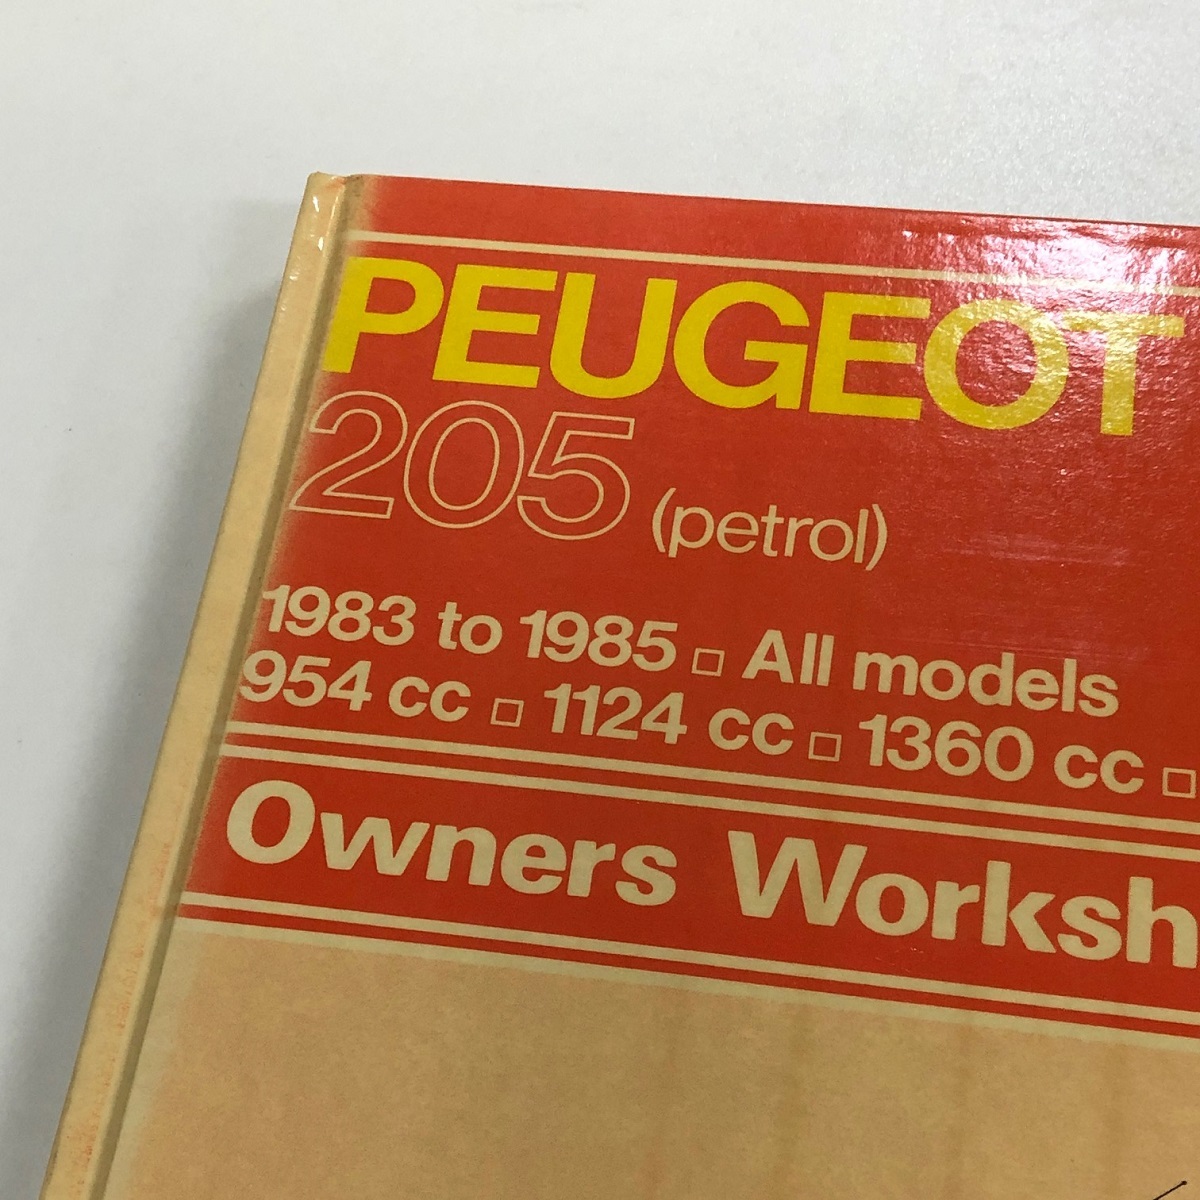 PEUGEOT
205 (petrol)
1983 to 1985 □ All models
954 cc □ 1124 cc □ 1360 cc □
Owners Worksh